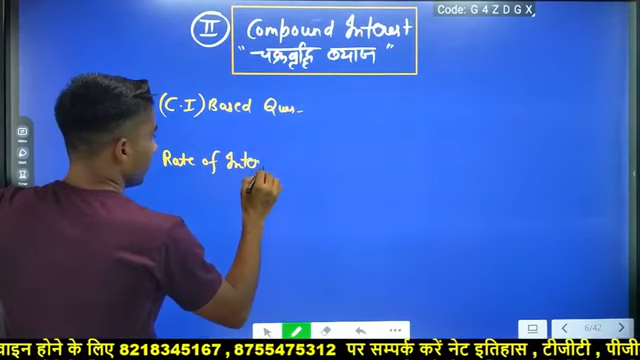 Code: G 4 Z D G X
II Compound Interest
"चक्रवृद्धि ब्याज"
(C.I) Based Ques-
Rate of Inter
6/42
वाइन होने के लिए 8218345167 , 8755475312 पर सम्पर्क करें नेट इतिहास , टीजीटी , पीजी